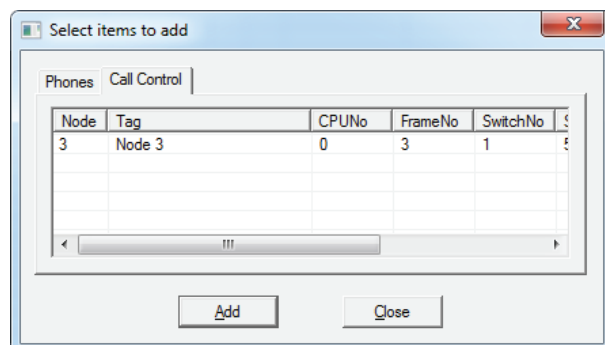 Select items to add
Phones Call Control
Node Tag CPUNo FrameNo SwitchNo
3 Node 3 0 3 1
Add Close